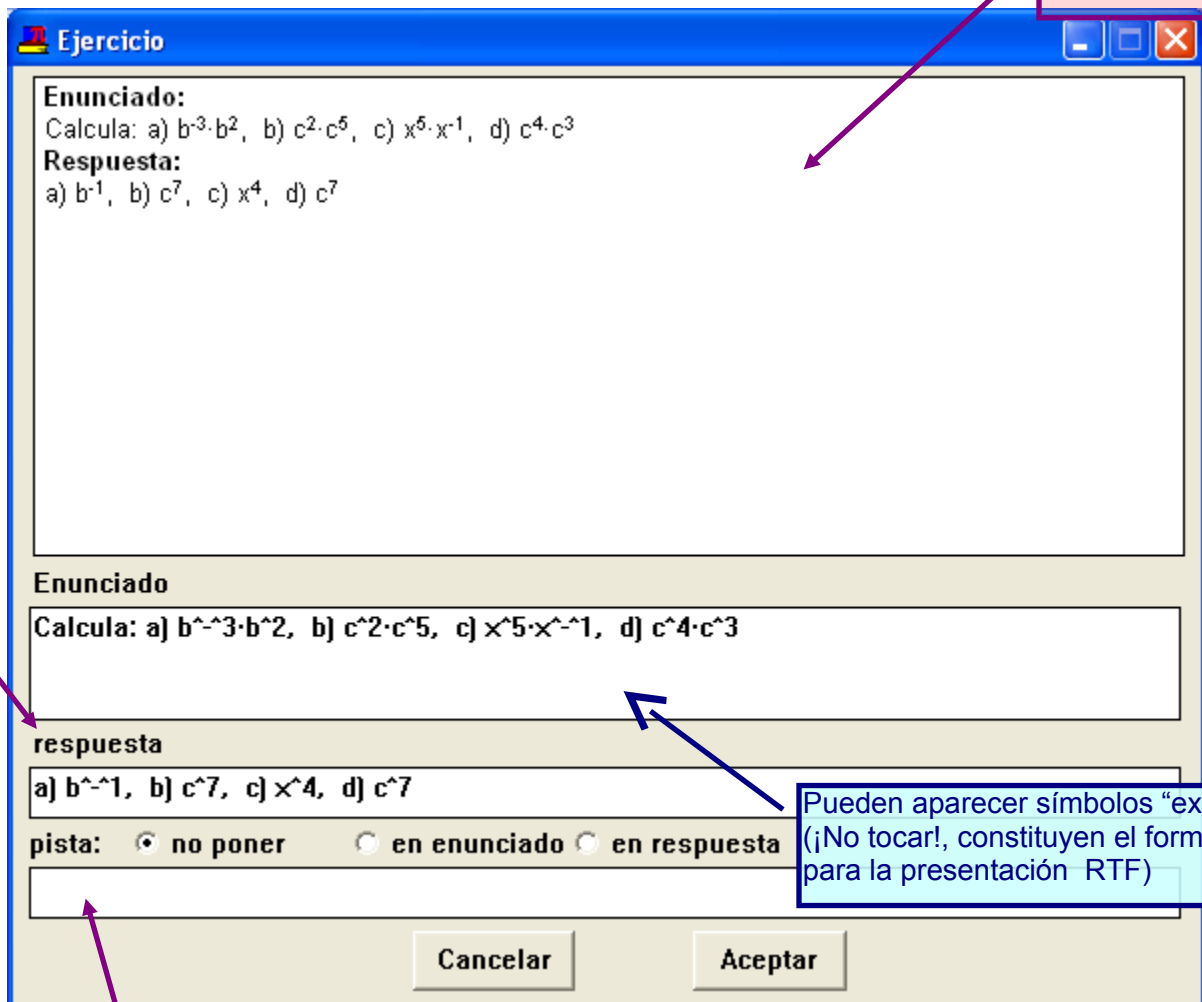 Ejercicio
Enunciado:
Calcula: a) b⁻³·b², b) c²·c⁵, c) x⁵·x⁻¹, d) c⁴·c³
Respuesta:
a) b⁻¹, b) c⁷, c) x⁴, d) c⁷
Enunciado
Calcula: a) b^-^3·b^2, b) c^2·c^5, c) x^5·x^-^1, d) c^4·c^3
respuesta
a) b^-^1, b) c^7, c) x^4, d) c^7
pista: no poner en enunciado en respuesta
Pueden aparecer símbolos “ex
(¡No tocar!, constituyen el form
para la presentación RTF)
Cancelar Aceptar